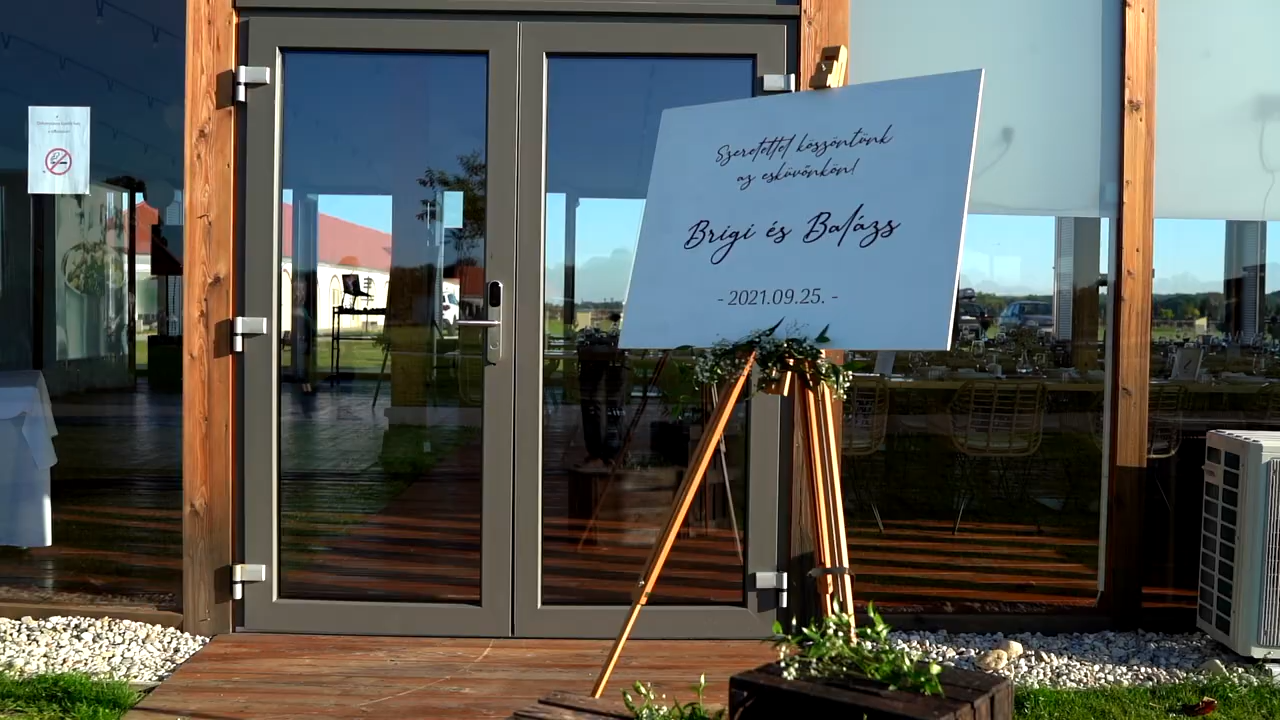 Szeretettel köszöntünk
az esküvőnkön!
Brigi és Balázs
- 2021.09.25. -